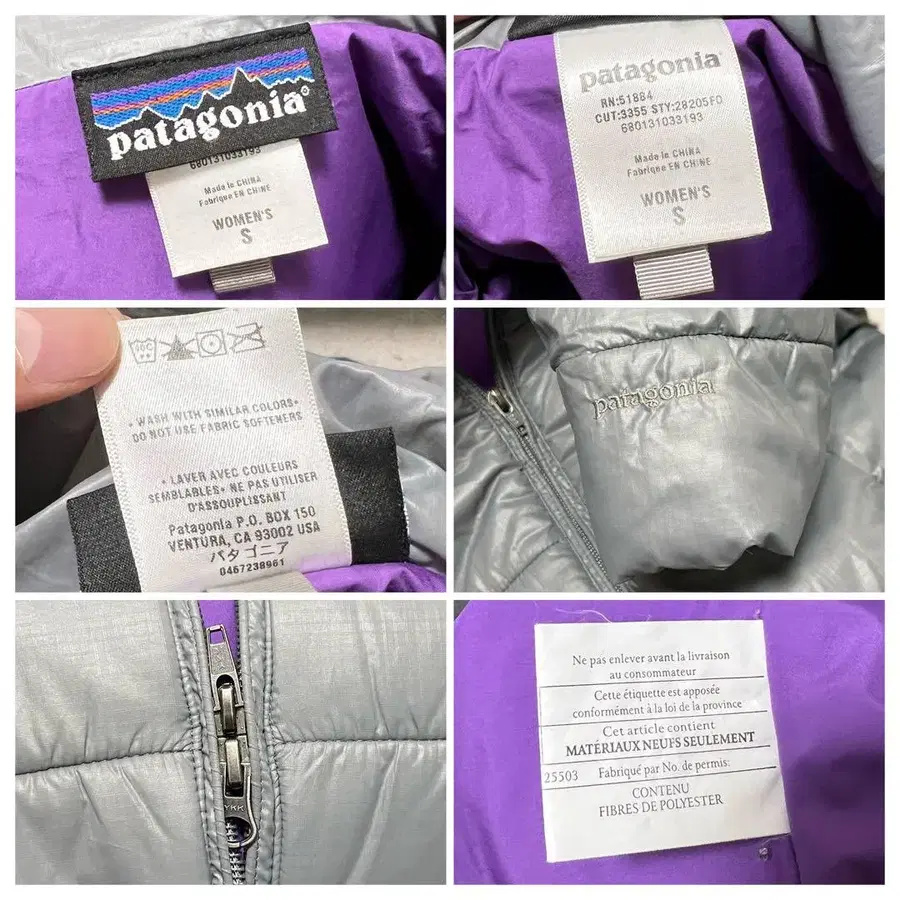 patagonia®
680131033193
Made in CHINA
Fabriqué EN CHINE
WOMEN'S
S
patagonia®
RN:51884
CUT:3355 STY:28205FO
680131033193
Made in CHINA
Fabriqué EN CHINE
WOMEN'S
S
• WASH WITH SIMILAR COLORS•
DO NOT USE FABRIC SOFTENERS
• LAVER AVEC COULEURS
SEMBLABLES• NE PAS UTILISER
D'ASSOUPLISSANT
Patagonia P.O. BOX 150
VENTURA, CA 93002 USA
パタゴニア
0467238961
patagonia
YKK
Ne pas enlever avant la livraison
au consommateur
Cette étiquette est apposée
conformément à la loi de la province
Cet article contient
MATÉRIAUX NEUFS SEULEMENT
25503 Fabriqué par No. de permis:
CONTENU
FIBRES DE POLYESTER